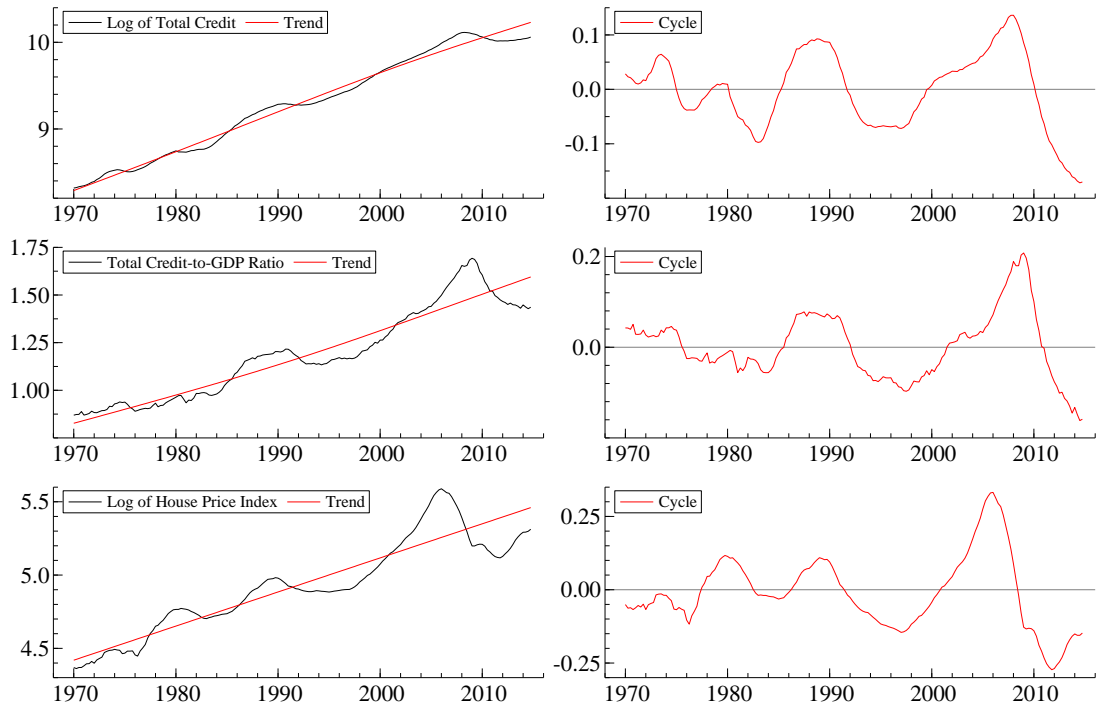 Log of Total Credit Trend
10
9
1970 1980 1990 2000 2010
Cycle
0.1
0.0
-0.1
1970 1980 1990 2000 2010
Total Credit-to-GDP Ratio Trend
1.75
1.50
1.25
1.00
1970 1980 1990 2000 2010
Cycle
0.2
0.0
1970 1980 1990 2000 2010
Log of House Price Index Trend
5.5
5.0
4.5
1970 1980 1990 2000 2010
Cycle
0.25
0.00
-0.25
1970 1980 1990 2000 2010